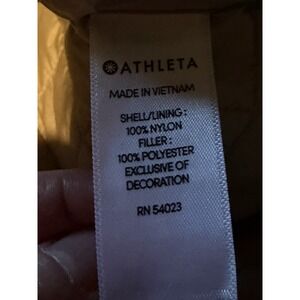 ATHLETA
MADE IN VIETNAM
SHELL/LINING :
100% NYLON
FILLER :
100% POLYESTER
EXCLUSIVE OF
DECORATION
RN 54023